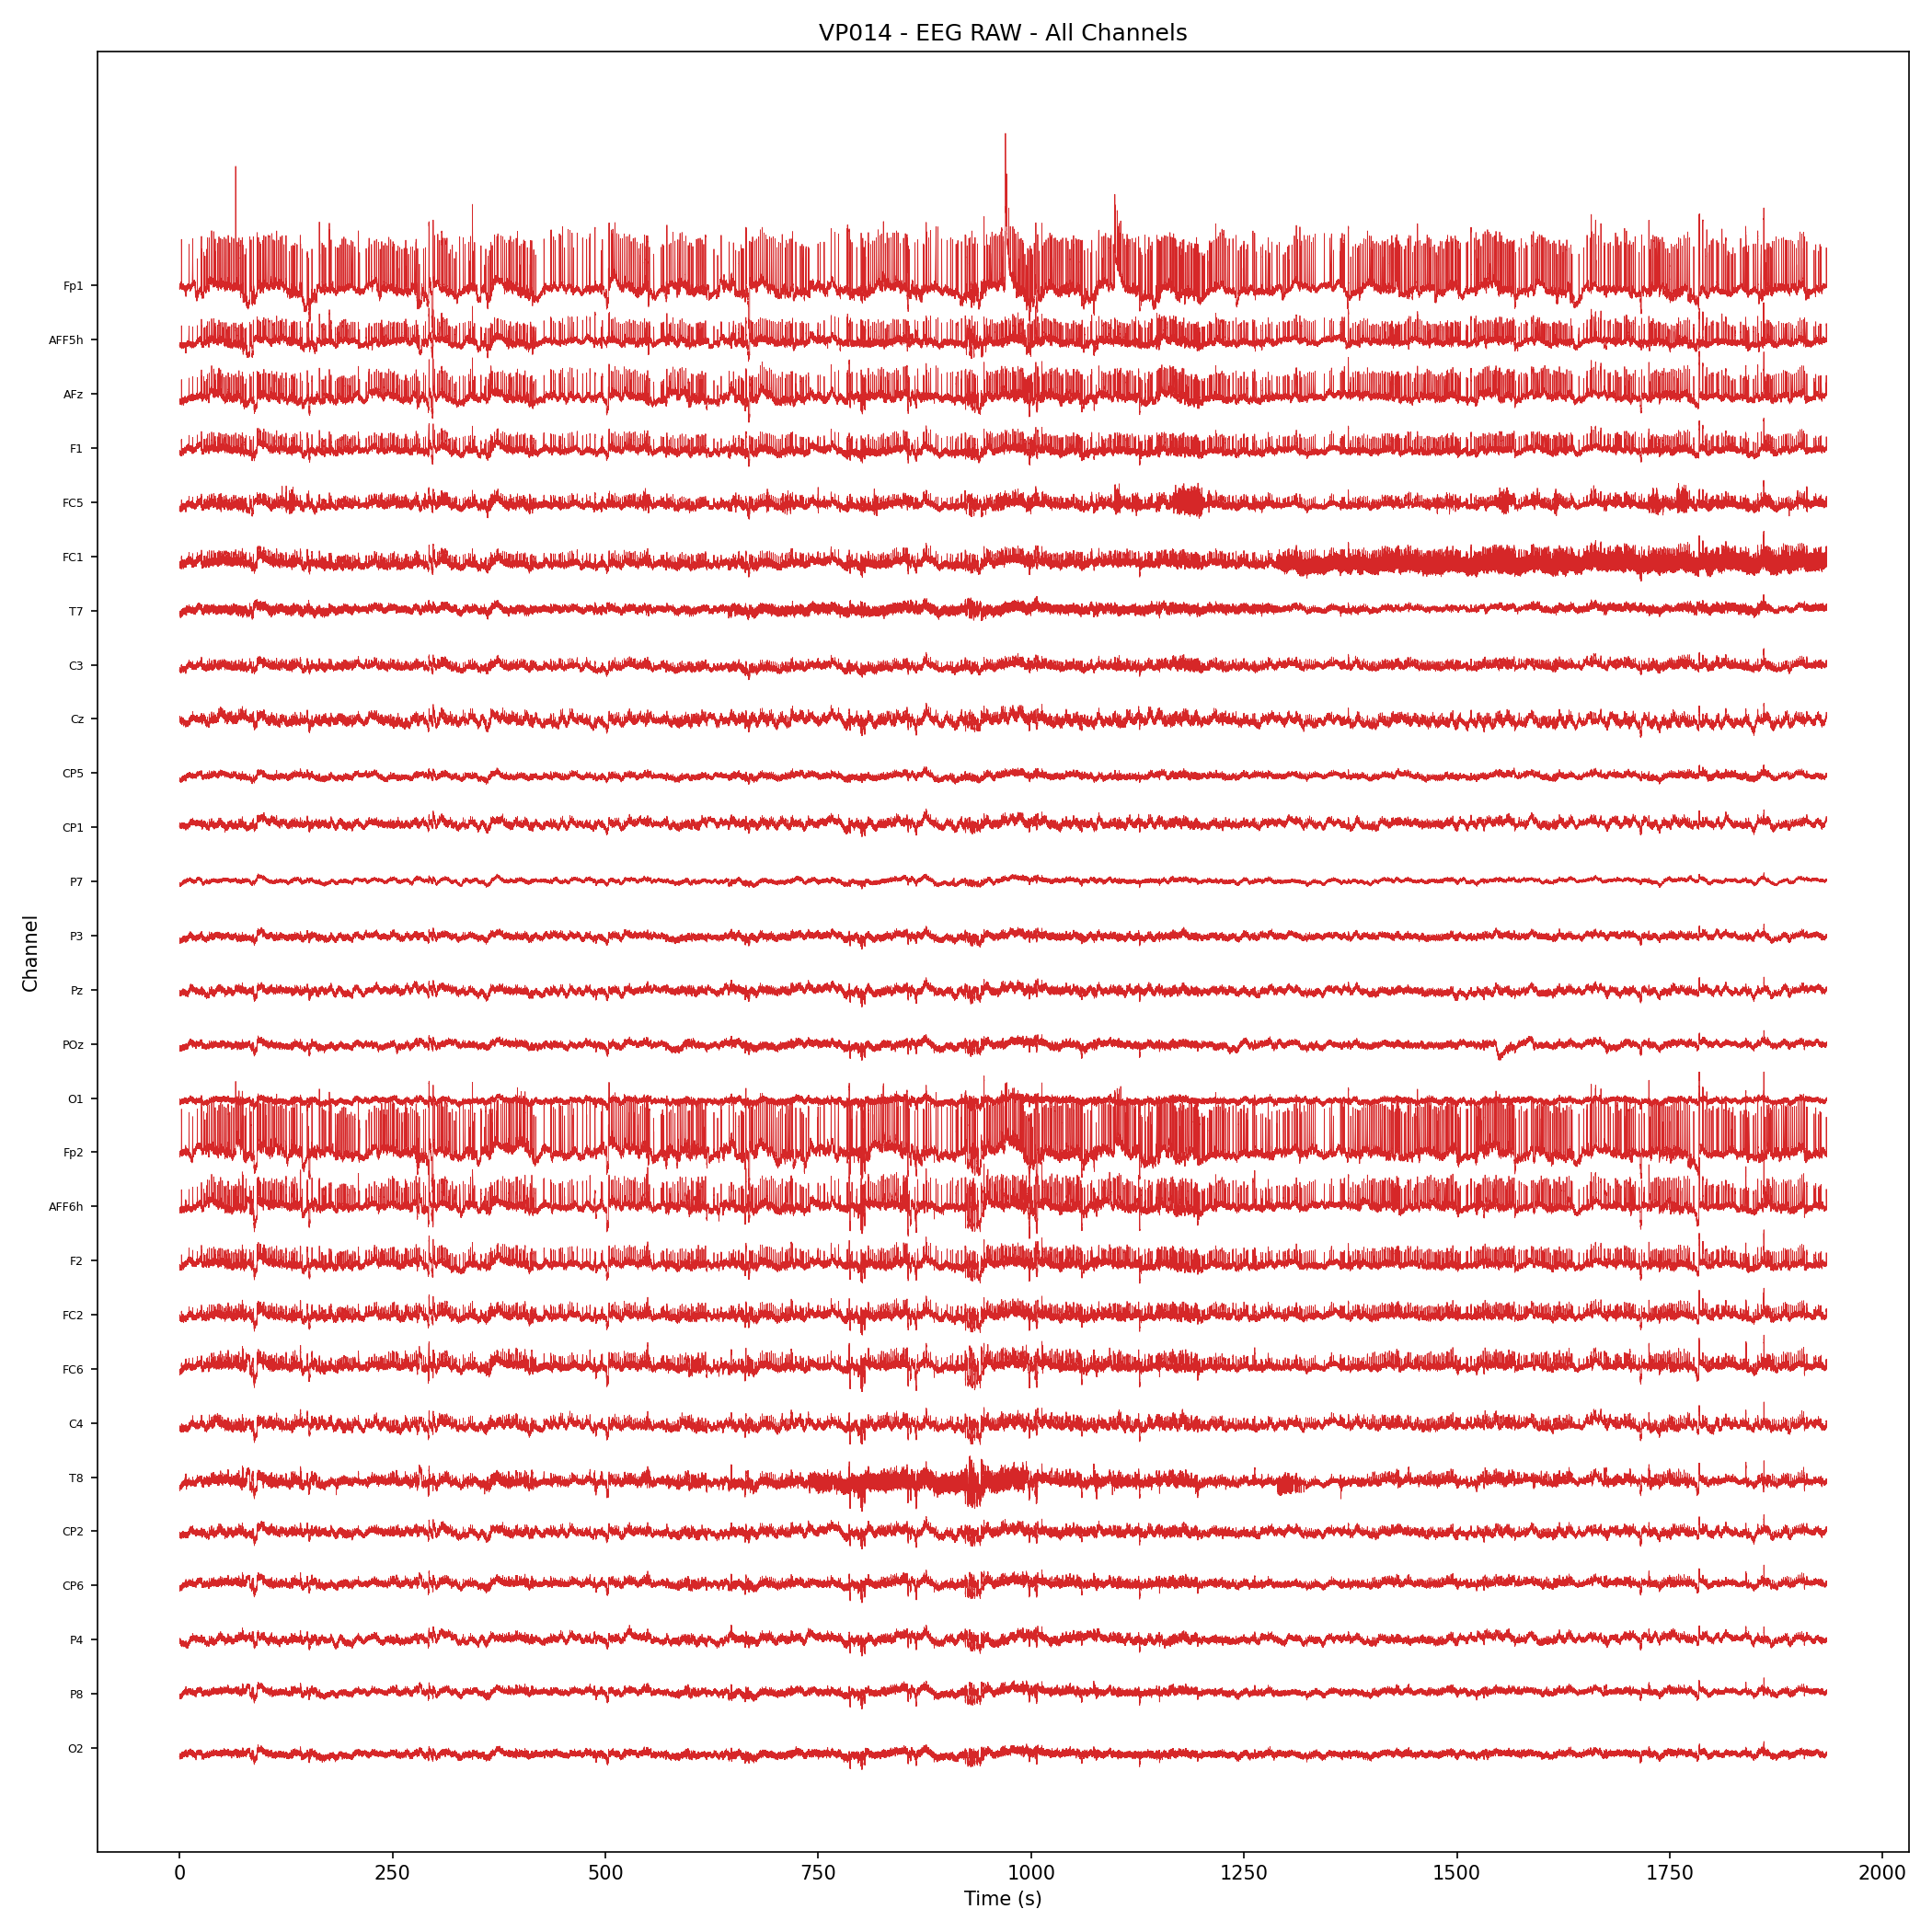 VP014 - EEG RAW - All Channels
Fp1
AFF5h
AFz
F1
FC5
FC1
T7
C3
Cz
CP5
CP1
P7
P3
Pz
POz
O1
Fp2
AFF6h
F2
FC2
FC6
C4
T8
CP2
CP6
P4
P8
O2
Channel
0 250 500 750 1000 1250 1500 1750 2000
Time (s)